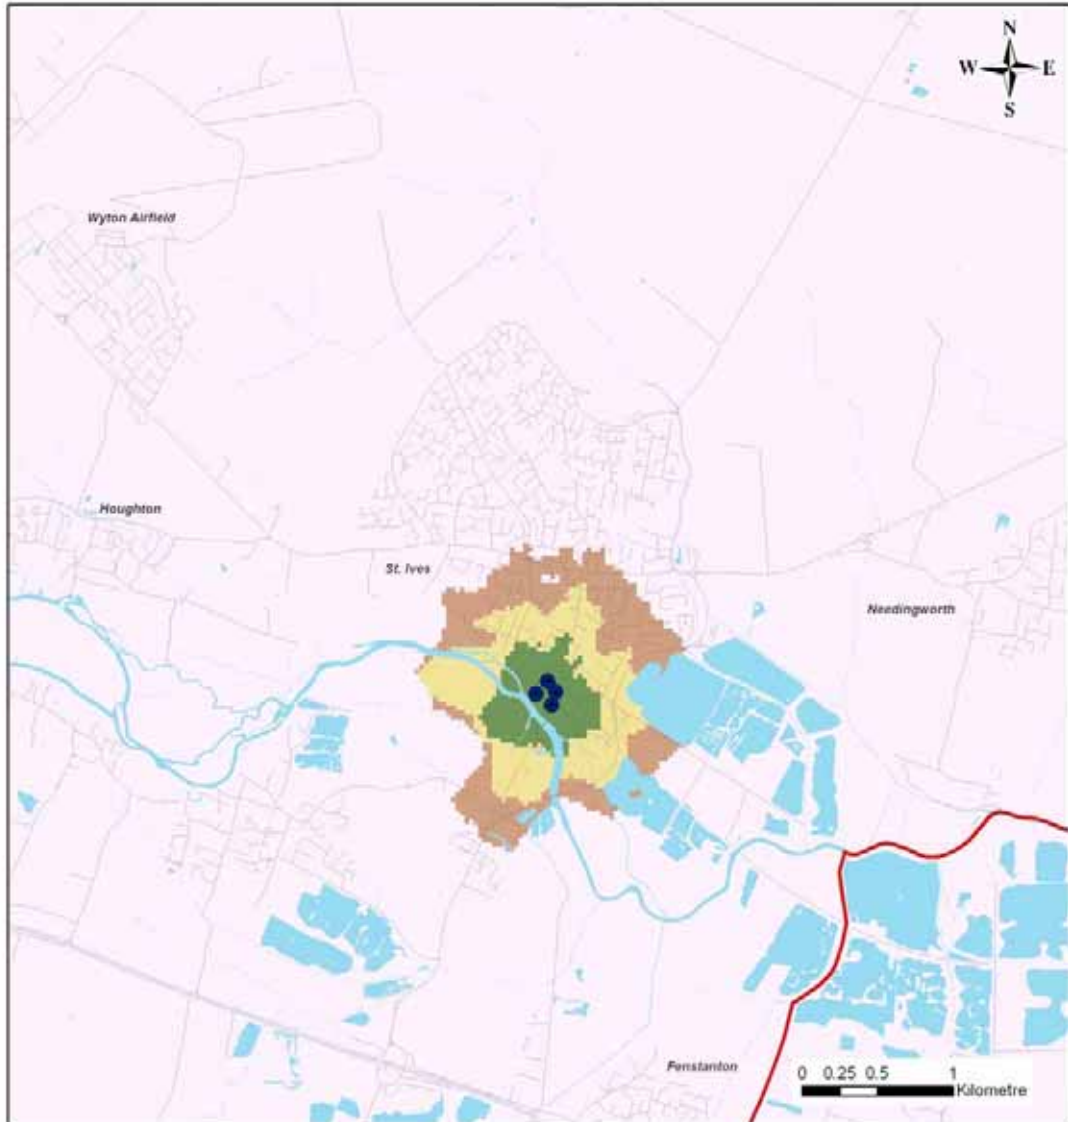 N
W E
S
Wyton Airfield
Houghton
St. Ives
Needingworth
Fenstanton
0 0.25 0.5 1
Kilometre